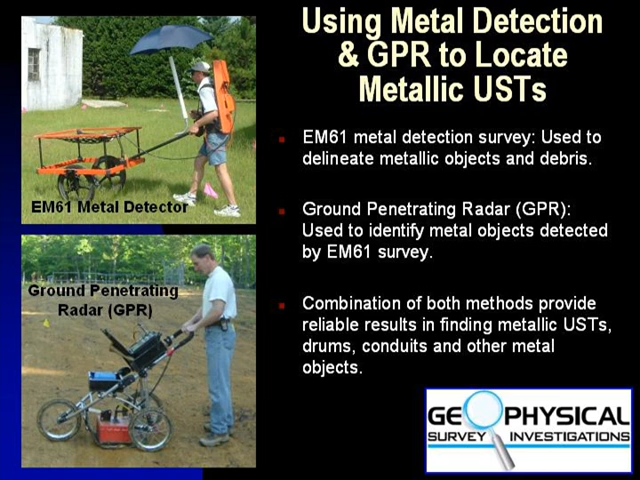 Using Metal Detection
& GPR to Locate
Metallic USTs
EM61 Metal Detector
Ground Penetrating
Radar (GPR)
EM61 metal detection survey: Used to
delineate metallic objects and debris.
Ground Penetrating Radar (GPR):
Used to identify metal objects detected
by EM61 survey.
Combination of both methods provide
reliable results in finding metallic USTs,
drums, conduits and other metal
objects.
GEOPHYSICAL
SURVEY INVESTIGATIONS